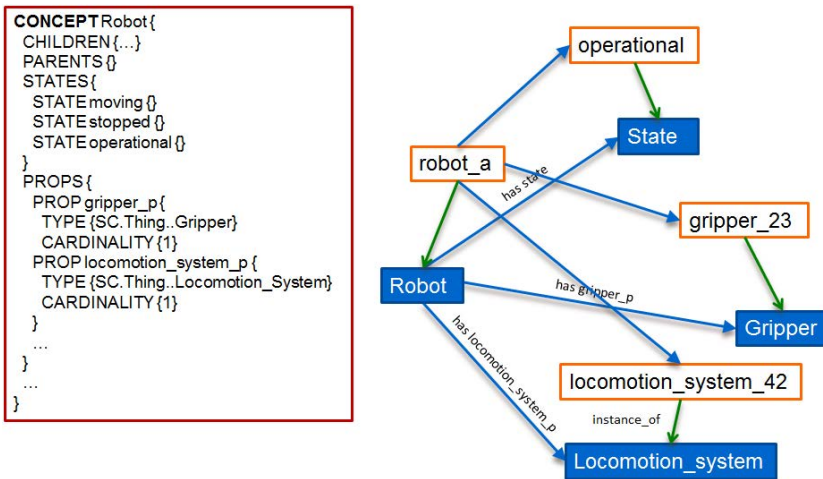 CONCEPT Robot {
CHILDREN {…}
PARENTS {}
STATES {
STATE moving {}
STATE stopped {}
STATE operational {}
}
PROPS {
PROP gripper_p {
TYPE {SC.Thing..Gripper}
CARDINALITY {1}
PROP locomotion_system_p {
TYPE {SC.Thing..Locomotion_System}
CARDINALITY {1}
}
…
}
…
}
operational
State
robot_a
has state
gripper_23
Robot
has gripper_p
Gripper
has locomotion_system_p
locomotion_system_42
instance_of
Locomotion_system